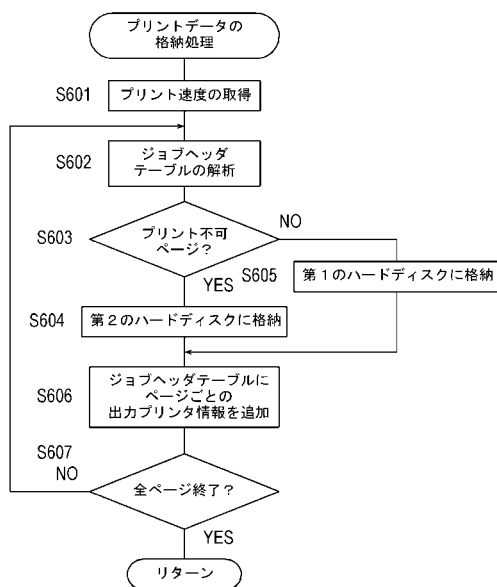 プリントデータの
格納処理
S601
プリント速度の取得
S602
ジョブヘッダ
テーブルの解析
S603
プリント不可
ページ？
NO
YES
S605
第１のハードディスクに格納
S604
第２のハードディスクに格納
S606
ジョブヘッダテーブルに
ページごとの
出力プリンタ情報を追加
S607
NO
全ページ終了？
YES
リターン